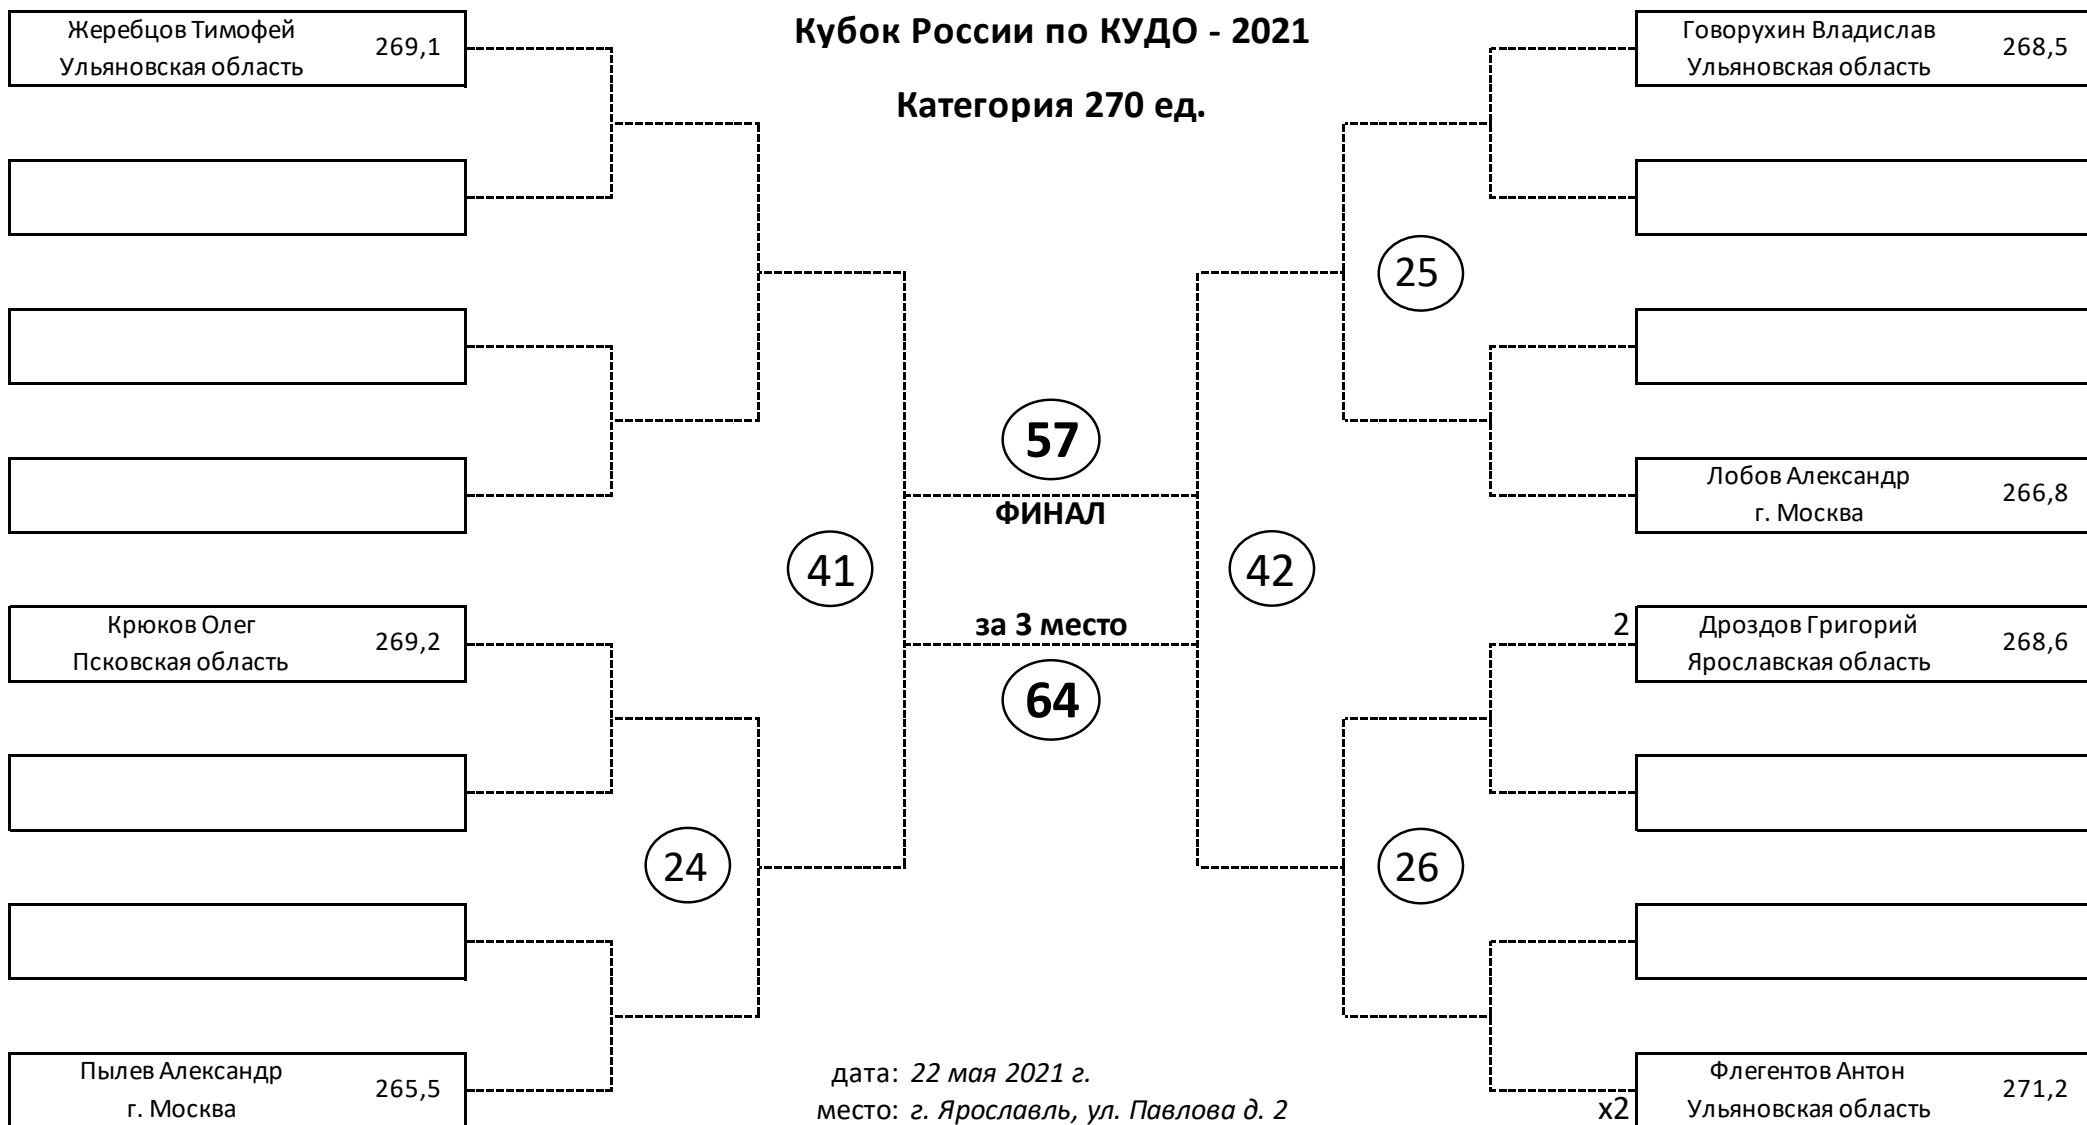 Кубок России по КУДО - 2021
Категория 270 ед.
Жеребцов Тимофей
Ульяновская область
269,1
Крюков Олег
Псковская область
269,2
Пылев Александр
г. Москва
265,5
24
41
57
ФИНАЛ
за 3 место
64
42
25
26
Говорухин Владислав
Ульяновская область
268,5
Лобов Александр
г. Москва
266,8
2
Дроздов Григорий
Ярославская область
268,6
Флегентов Антон
Ульяновская область
271,2
x2
дата: 22 мая 2021 г.
место: г. Ярославль, ул. Павлова д. 2